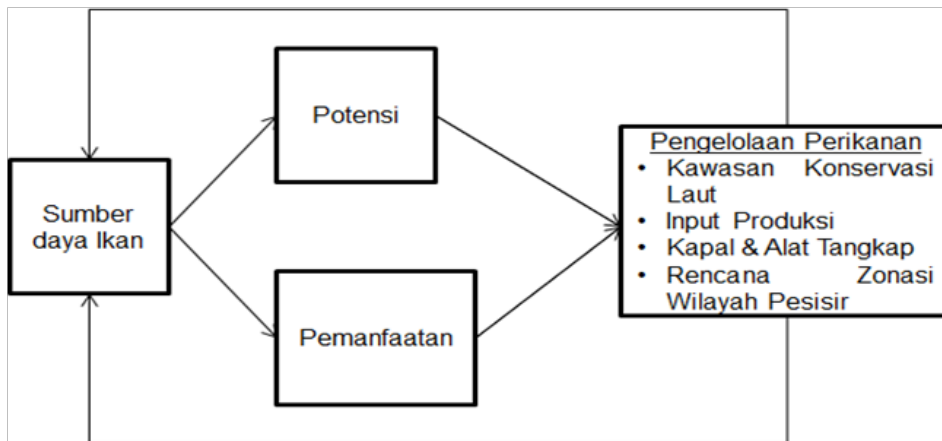 Potensi
Sumber
daya Ikan
Pemanfaatan
Pengelolaan Perikanan
• Kawasan Konservasi
Laut
• Input Produksi
• Kapal & Alat Tangkap
• Rencana Zonasi
Wilayah Pesisir